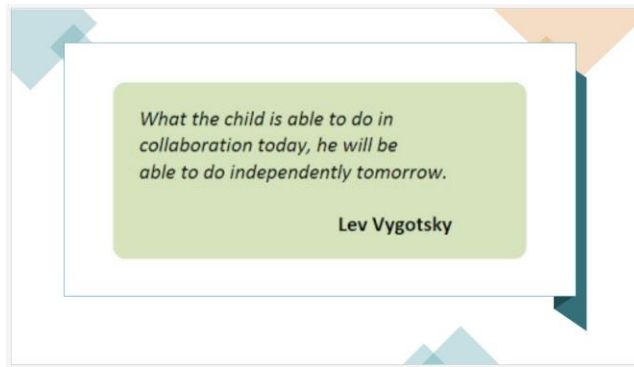 What the child is able to do in
collaboration today, he will be
able to do independently tomorrow.
Lev Vygotsky